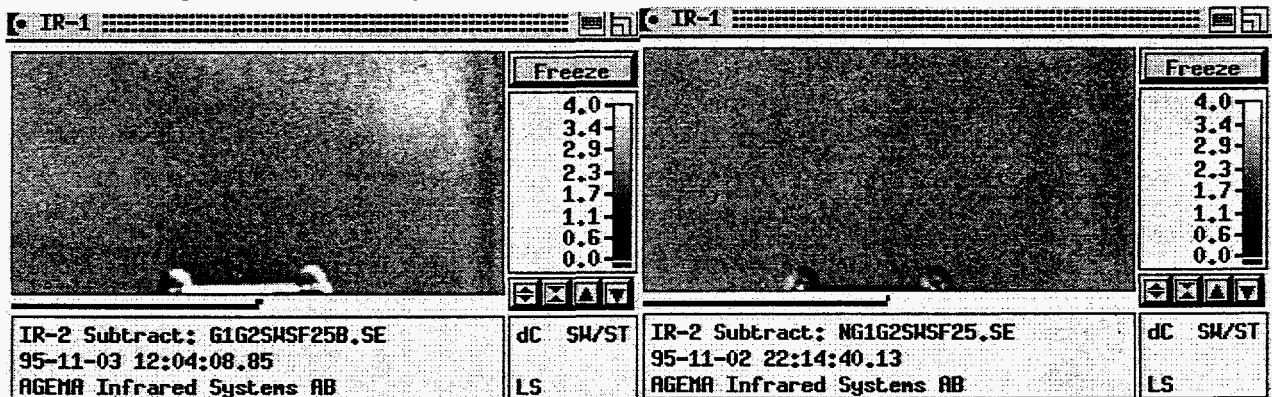 IR-1
Freeze
4.0
3.4
2.9
2.3
1.7
1.1
0.6
0.0
IR-2 Subtract: G1G2SWSF25B.SE
95-11-03 12:04:08.85
AGEMA Infrared Systems AB
dC SW/ST
LS
IR-1
Freeze
4.0
3.4
2.9
2.3
1.7
1.1
0.6
0.0
IR-2 Subtract: NG1G2SWSF25.SE
95-11-02 22:14:40.13
AGEMA Infrared Systems AB
dC SW/ST
LS